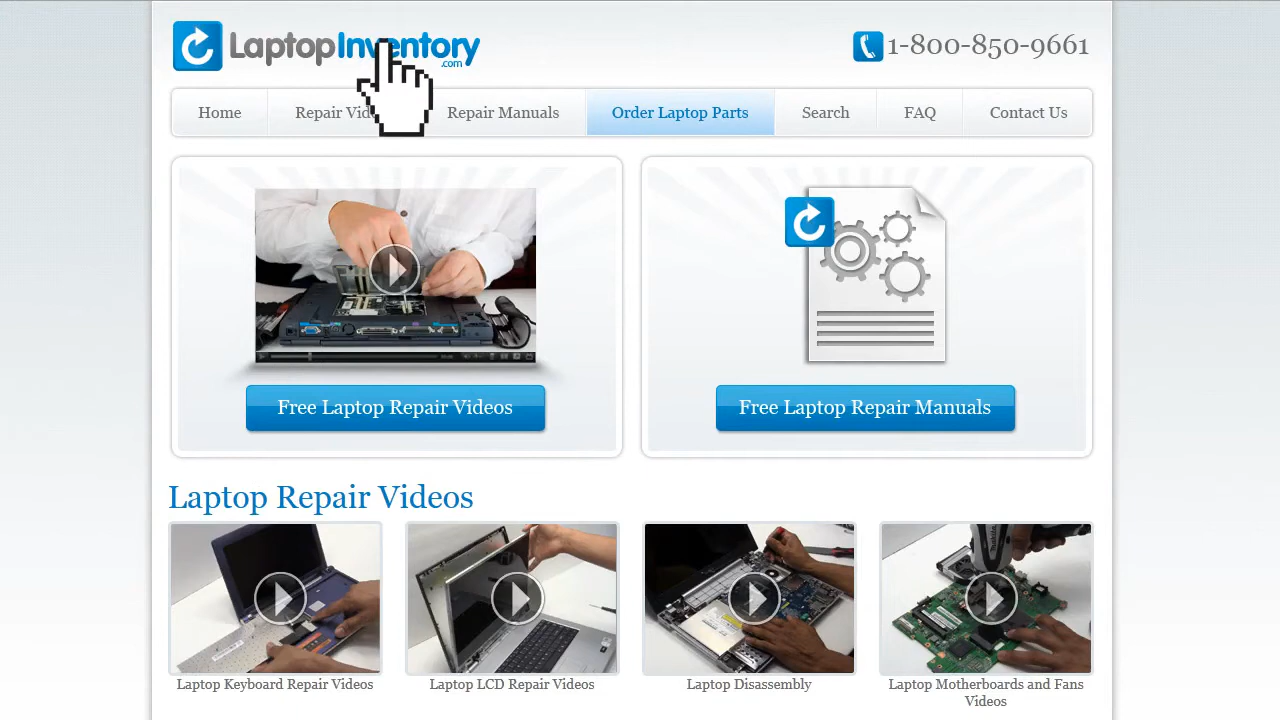 LaptopInventory
.com
1-800-850-9661
Home
Repair Manuals
Order Laptop Parts
Search
FAQ
Contact Us
Free Laptop Repair Videos
Free Laptop Repair Manuals
Laptop Repair Videos
Laptop Keyboard Repair Videos
Laptop LCD Repair Videos
Laptop Disassembly
Laptop Motherboards and Fans
Videos